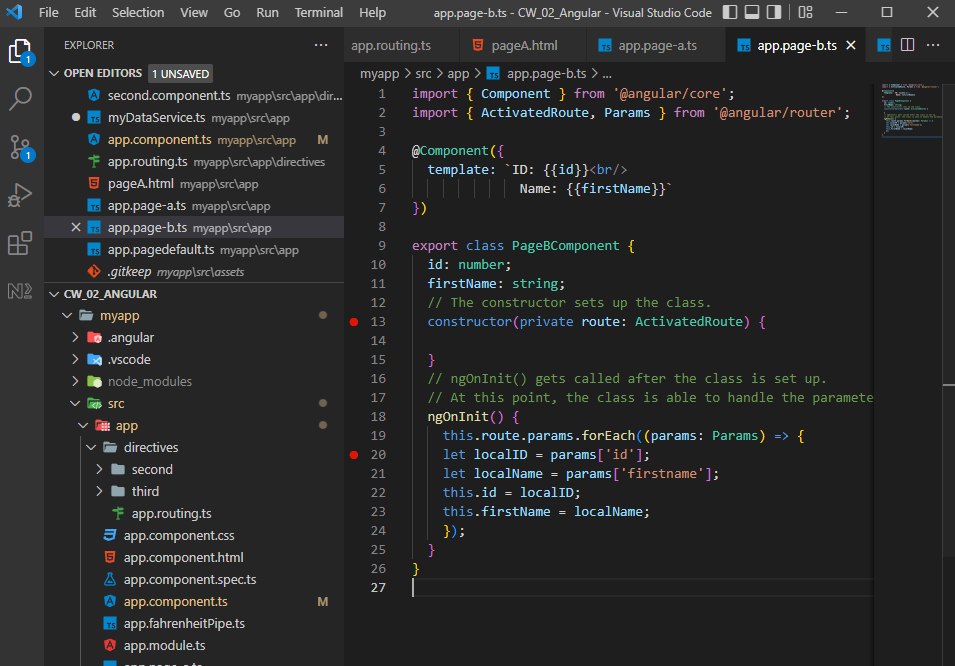 File Edit Selection View Go Run Terminal Help app.page-b.ts - CW_02_Angular - Visual Studio Code
EXPLORER ···
app.routing.ts pageA.html app.page-a.ts app.page-b.ts ···
OPEN EDITORS 1 UNSAVED
second.component.ts myapp\src\app\dir...
myDataService.ts myapp\src\app
app.component.ts myapp\src\app M
app.routing.ts myapp\src\app\directives
pageA.html myapp\src\app
app.page-a.ts myapp\src\app
app.page-b.ts myapp\src\app
app.pagedefault.ts myapp\src\app
.gitkeep myapp\src\assets
CW_02_ANGULAR
myapp
.angular
.vscode
node_modules
src
app
directives
second
third
app.routing.ts
app.component.css
app.component.html
app.component.spec.ts
app.component.ts M
app.fahrenheitPipe.ts
app.module.ts
1
1
myapp > src > app > TS app.page-b.ts > ...
1 import { Component } from '@angular/core';
2 import { ActivatedRoute, Params } from '@angular/router';
3
4 @Component({
5 template: `ID: {{id}}<br/>
6 Name: {{firstName}}`
7 })
8
9 export class PageBComponent {
10 id: number;
11 firstName: string;
12 // The constructor sets up the class.
13 constructor(private route: ActivatedRoute) {
14
15 }
16 // ngOnInit() gets called after the class is set up.
17 // At this point, the class is able to handle the paramete
18 ngOnInit() {
19 this.route.params.forEach((params: Params) => {
20 let localID = params['id'];
21 let localName = params['firstname'];
22 this.id = localID;
23 this.firstName = localName;
24 });
25 }
26 }
27